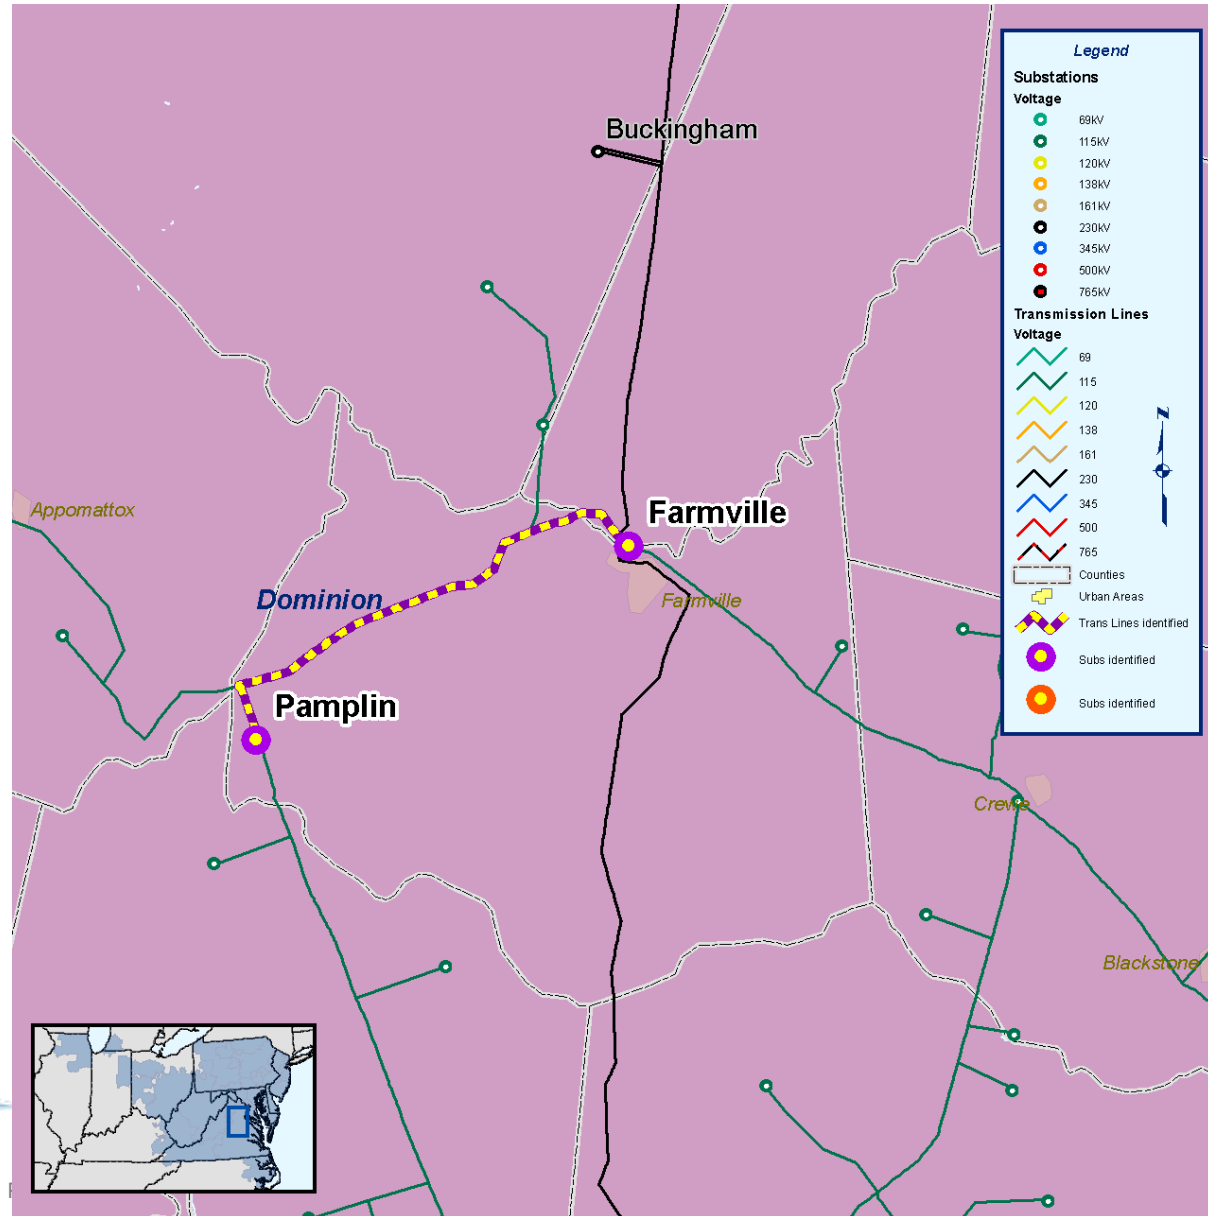 Buckingham
Farmville
Appomattox
Dominion
Farmville
Pamplin
Crewe
Blackstone
Legend
Substations
Voltage
69kV
115kV
120kV
138kV
161kV
230kV
345kV
500kV
765kV
Transmission Lines
Voltage
69
115
120
138
161
230
345
500
765
Counties
Urban Areas
Trans Lines identified
Subs identified
Subs identified
N